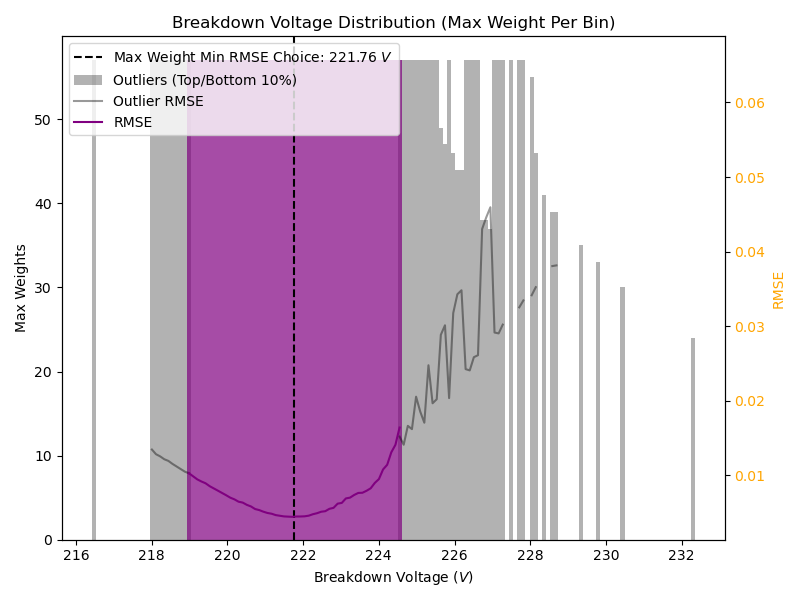 Breakdown Voltage Distribution (Max Weight Per Bin)
Max Weight Min RMSE Choice: 221.76 V
Outliers (Top/Bottom 10%)
Outlier RMSE
RMSE
Max Weights
50
40
30
20
10
0
0.06
0.05
0.04
0.03
0.02
0.01
RMSE
216 218 220 222 224 226 228 230 232
Breakdown Voltage (V)